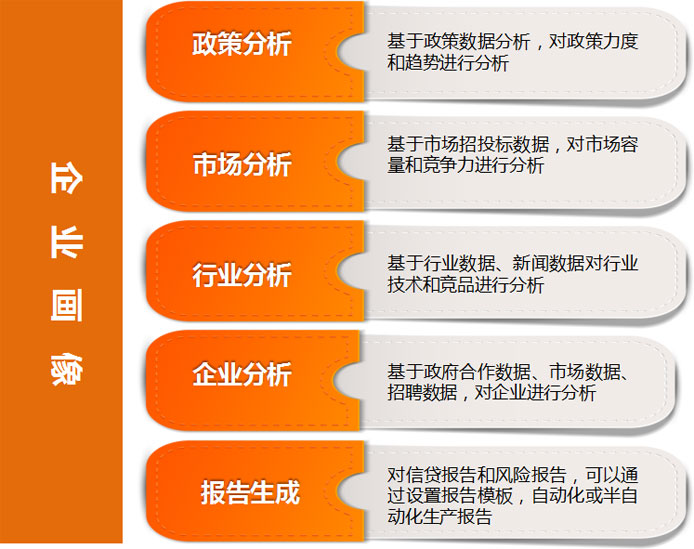 企业画像
政策分析
基于政策数据分析，对政策力度
和趋势进行分析
市场分析
基于市场招投标数据，对市场容
量和竞争力进行分析
行业分析
基于行业数据、新闻数据对行业
技术和竞品进行分析
企业分析
基于政府合作数据、市场数据、
招聘数据，对企业进行分析
报告生成
对信贷报告和风险报告，可以通
过设置报告模板，自动化或半自
动化生产报告